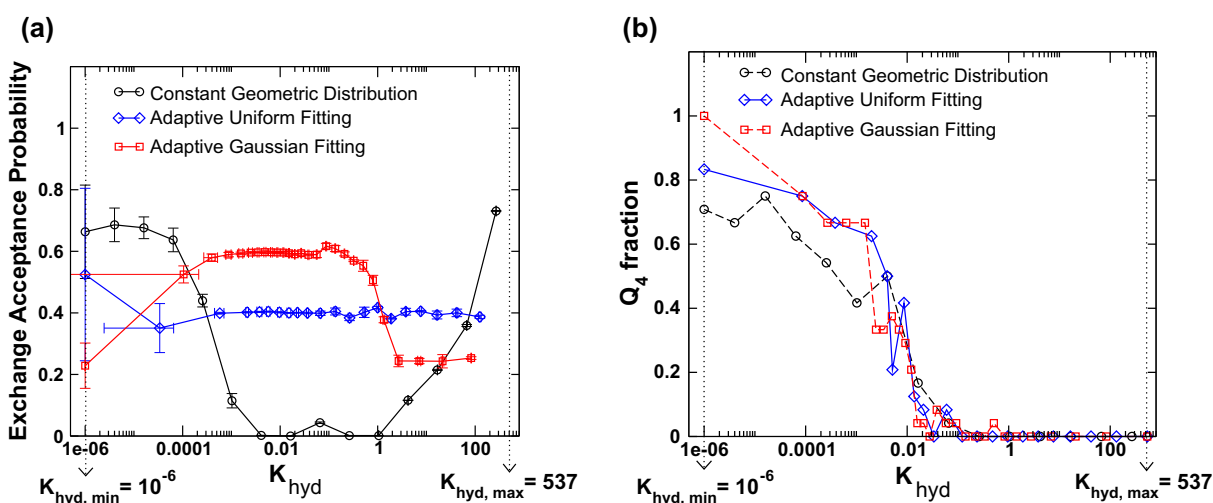 (a)
Exchange Acceptance Probability
1
0.8
0.6
0.4
0.2
0
Constant Geometric Distribution
Adaptive Uniform Fitting
Adaptive Gaussian Fitting
1e-06
0.0001
0.01
1
100
K_hyd
K_hyd, min = 10^-6
K_hyd, max = 537
(b)
Q_4 fraction
1
0.8
0.6
0.4
0.2
0
Constant Geometric Distribution
Adaptive Uniform Fitting
Adaptive Gaussian Fitting
1e-06
0.0001
0.01
1
100
K_hyd
K_hyd, min = 10^-6
K_hyd, max = 537